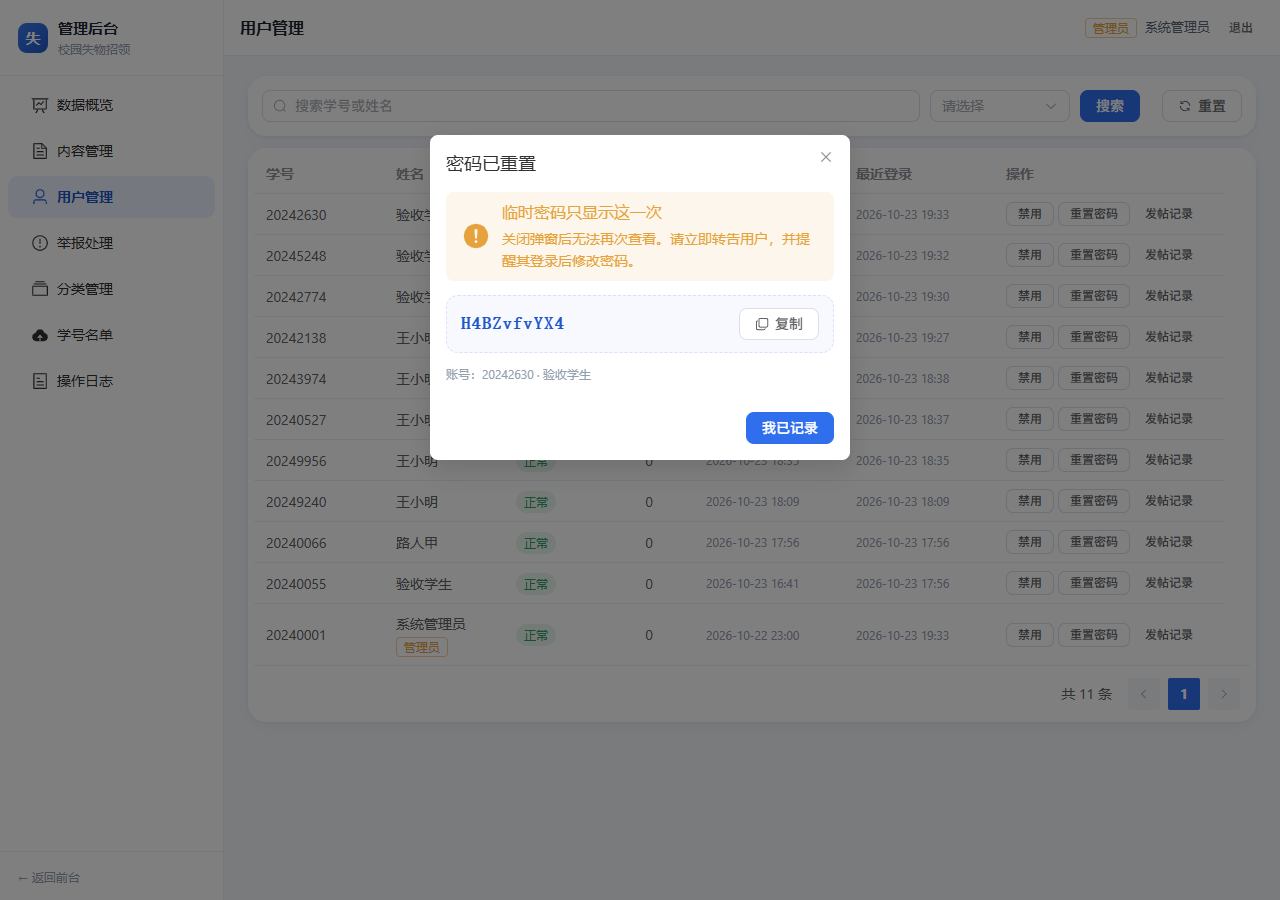 失
管理后台
校园失物招领
数据概览
内容管理
用户管理
举报处理
分类管理
学号名单
操作日志
← 返回前台
用户管理
管理员 系统管理员 退出
搜索学号或姓名 请选择 搜索 重置
密码已重置
临时密码只显示这一次
关闭弹窗后无法再次查看。请立即转告用户，并提
醒其登录后修改密码。
H4BZvfvYX4 复制
账号：20242630 · 验收学生
我已记录
学号 姓名 最近登录 操作
20242630 验收 2026-10-23 19:33 禁用 重置密码 发帖记录
20245248 验收 2026-10-23 19:32 禁用 重置密码 发帖记录
20242774 验收 2026-10-23 19:30 禁用 重置密码 发帖记录
20242138 王小 2026-10-23 19:27 禁用 重置密码 发帖记录
20243974 王小 2026-10-23 18:38 禁用 重置密码 发帖记录
20240527 王小 2026-10-23 18:37 禁用 重置密码 发帖记录
20249956 王小明 正常 0 2026-10-23 18:35 2026-10-23 18:35 禁用 重置密码 发帖记录
20249240 王小明 正常 0 2026-10-23 18:09 2026-10-23 18:09 禁用 重置密码 发帖记录
20240066 路人甲 正常 0 2026-10-23 17:56 2026-10-23 17:56 禁用 重置密码 发帖记录
20240055 验收学生 正常 0 2026-10-23 16:41 2026-10-23 17:56 禁用 重置密码 发帖记录
20240001 系统管理员 正常 0 2026-10-22 23:00 2026-10-23 19:33 禁用 重置密码 发帖记录
管理员
共 11 条 1